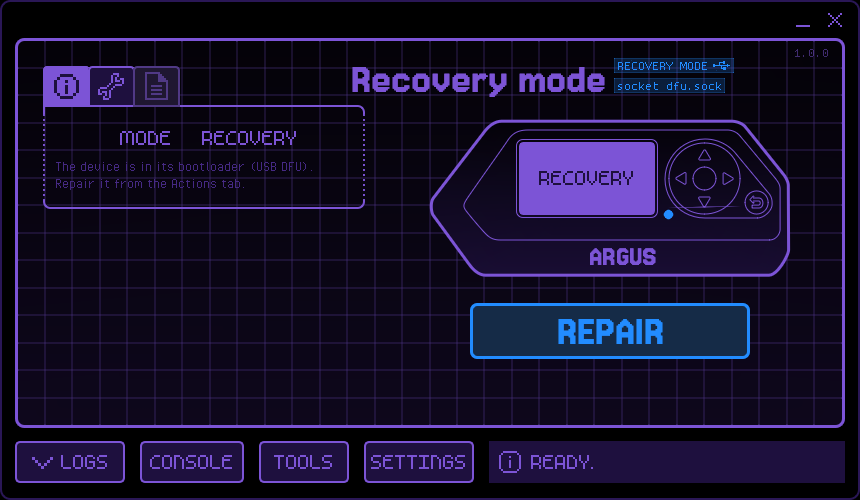 1.0.0
Recovery mode
RECOVERY MODE
socket dfu.sock
MODE RECOVERY
The device is in its bootloader (USB DFU).
Repair it from the Actions tab.
RECOVERY
ARGUS
REPAIR
LOGS
CONSOLE
TOOLS
SETTINGS
READY.